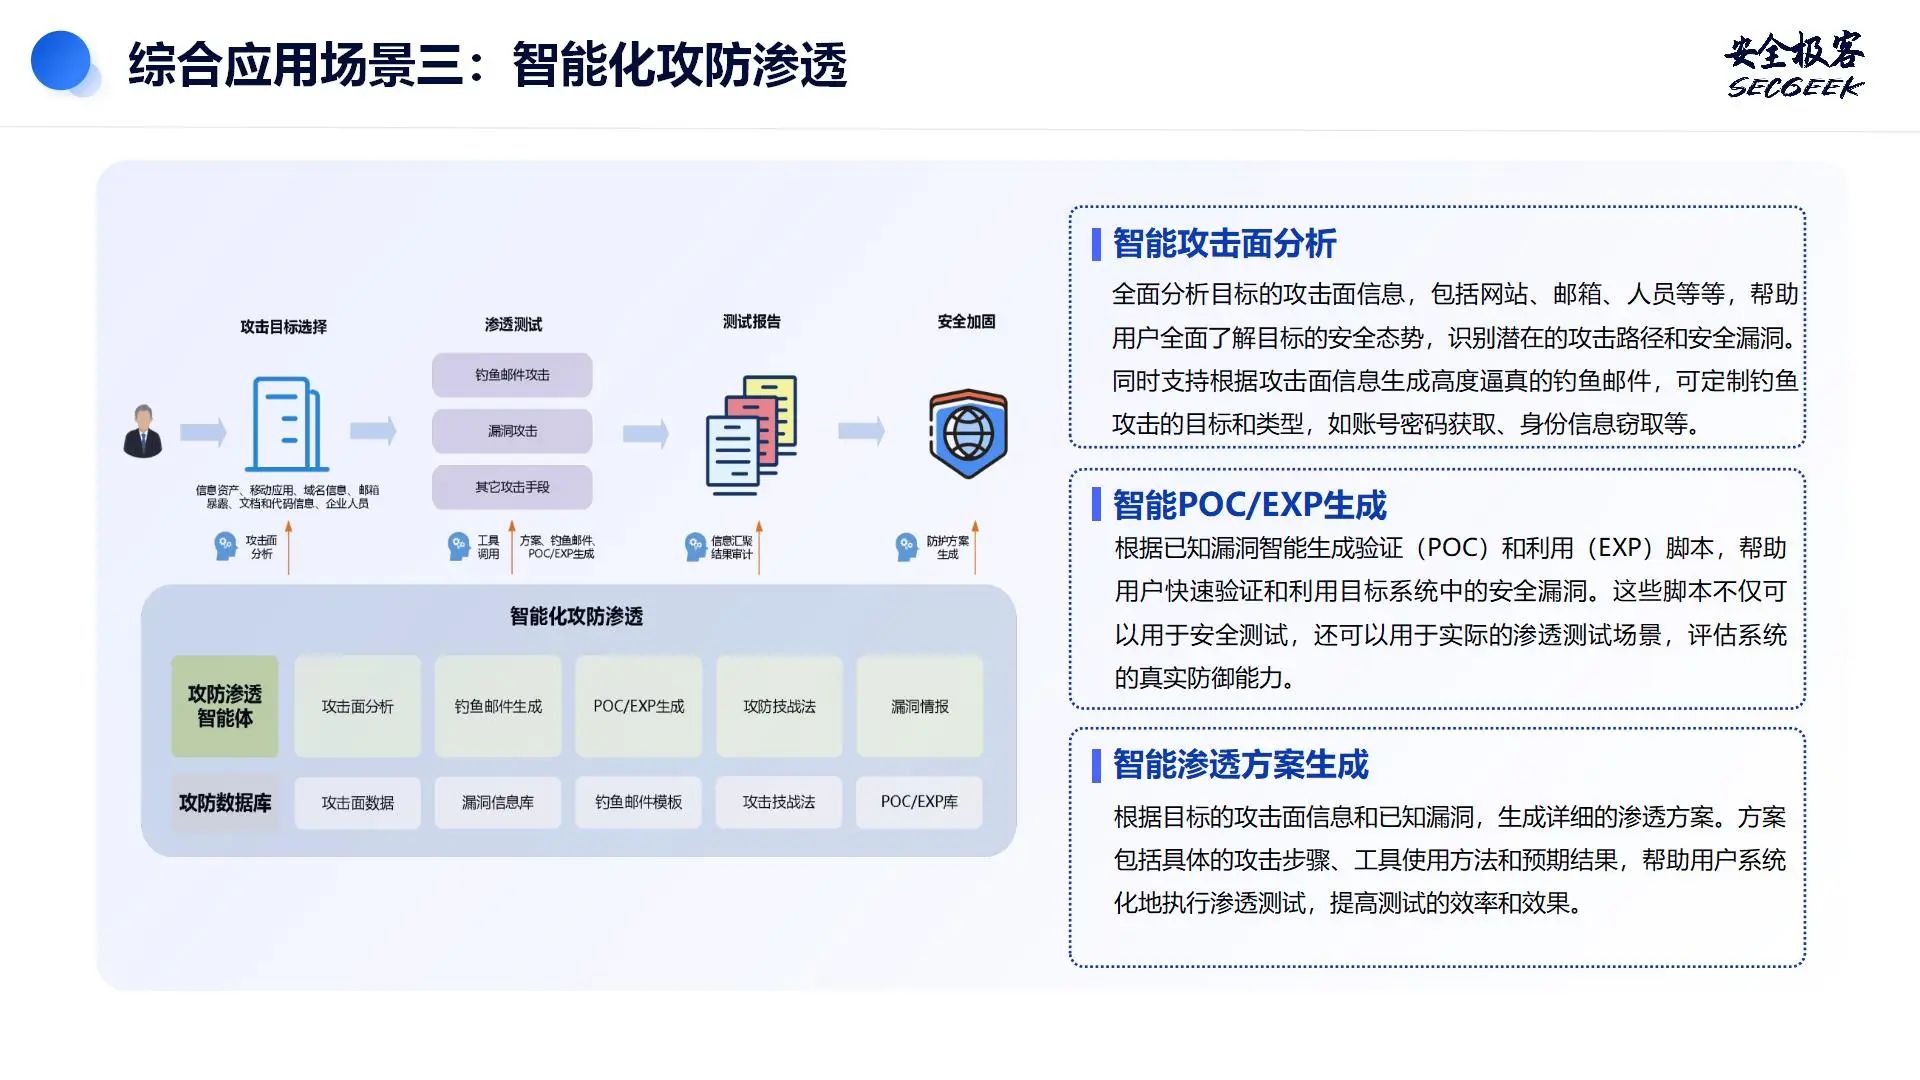 综合应用场景三：智能化攻防渗透
安全极客
SECGEEK
攻击目标选择
渗透测试
测试报告
安全加固
钓鱼邮件攻击
漏洞攻击
其它攻击手段
信息资产、移动应用、域名信息、邮箱
暴露、文档和代码信息、企业人员
攻击面
分析
工具
调用
方案、钓鱼邮件、
POC/EXP生成
信息汇聚
结果审计
防护方案
生成
智能化攻防渗透
攻防渗透
智能体
攻击面分析
钓鱼邮件生成
POC/EXP生成
攻防技战法
漏洞情报
攻防数据库
攻击面数据
漏洞信息库
钓鱼邮件模板
攻击技战法
POC/EXP库
智能攻击面分析
全面分析目标的攻击面信息，包括网站、邮箱、人员等等，帮助
用户全面了解目标的安全态势，识别潜在的攻击路径和安全漏洞。
同时支持根据攻击面信息生成高度逼真的钓鱼邮件，可定制钓鱼
攻击的目标和类型，如账号密码获取、身份信息窃取等。
智能POC/EXP生成
根据已知漏洞智能生成验证（POC）和利用（EXP）脚本，帮助
用户快速验证和利用目标系统中的安全漏洞。这些脚本不仅可
以用于安全测试，还可以用于实际的渗透测试场景，评估系统
的真实防御能力。
智能渗透方案生成
根据目标的攻击面信息和已知漏洞，生成详细的渗透方案。方案
包括具体的攻击步骤、工具使用方法和预期结果，帮助用户系统
化地执行渗透测试，提高测试的效率和效果。